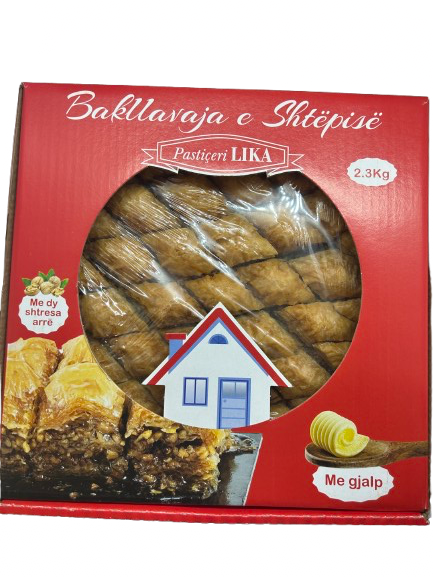 Bakllavaja e Shtëpisë
Pastiçeri LIKA
2.3Kg
Me dy
shtresa
arrë
Me gjalp